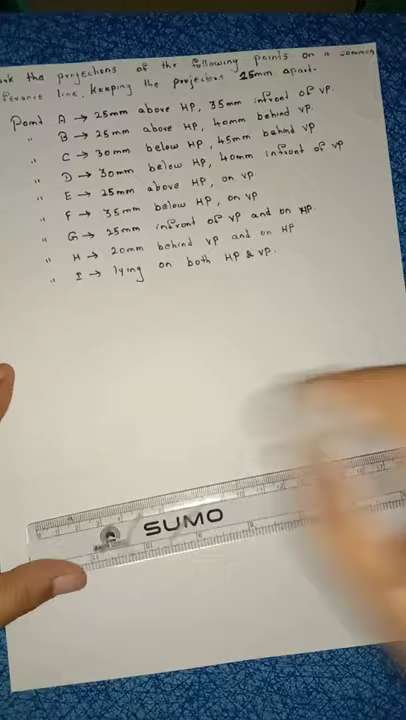 the projections of the following points on a common
line, keeping the projectors 25mm apart.
Point A → 25mm above HP, 35mm infront of VP.
" B → 25mm above HP, 40mm behind VP.
" C → 30mm below HP, 45mm behind VP
" D → 30mm below HP, 40mm infront of VP
" E → 25mm above HP, on VP
" F → 35mm below HP, on VP
" G → 25mm infront of VP and on HP.
" H → 20mm behind VP and on HP
" I → lying on both HP & VP.
SUMO